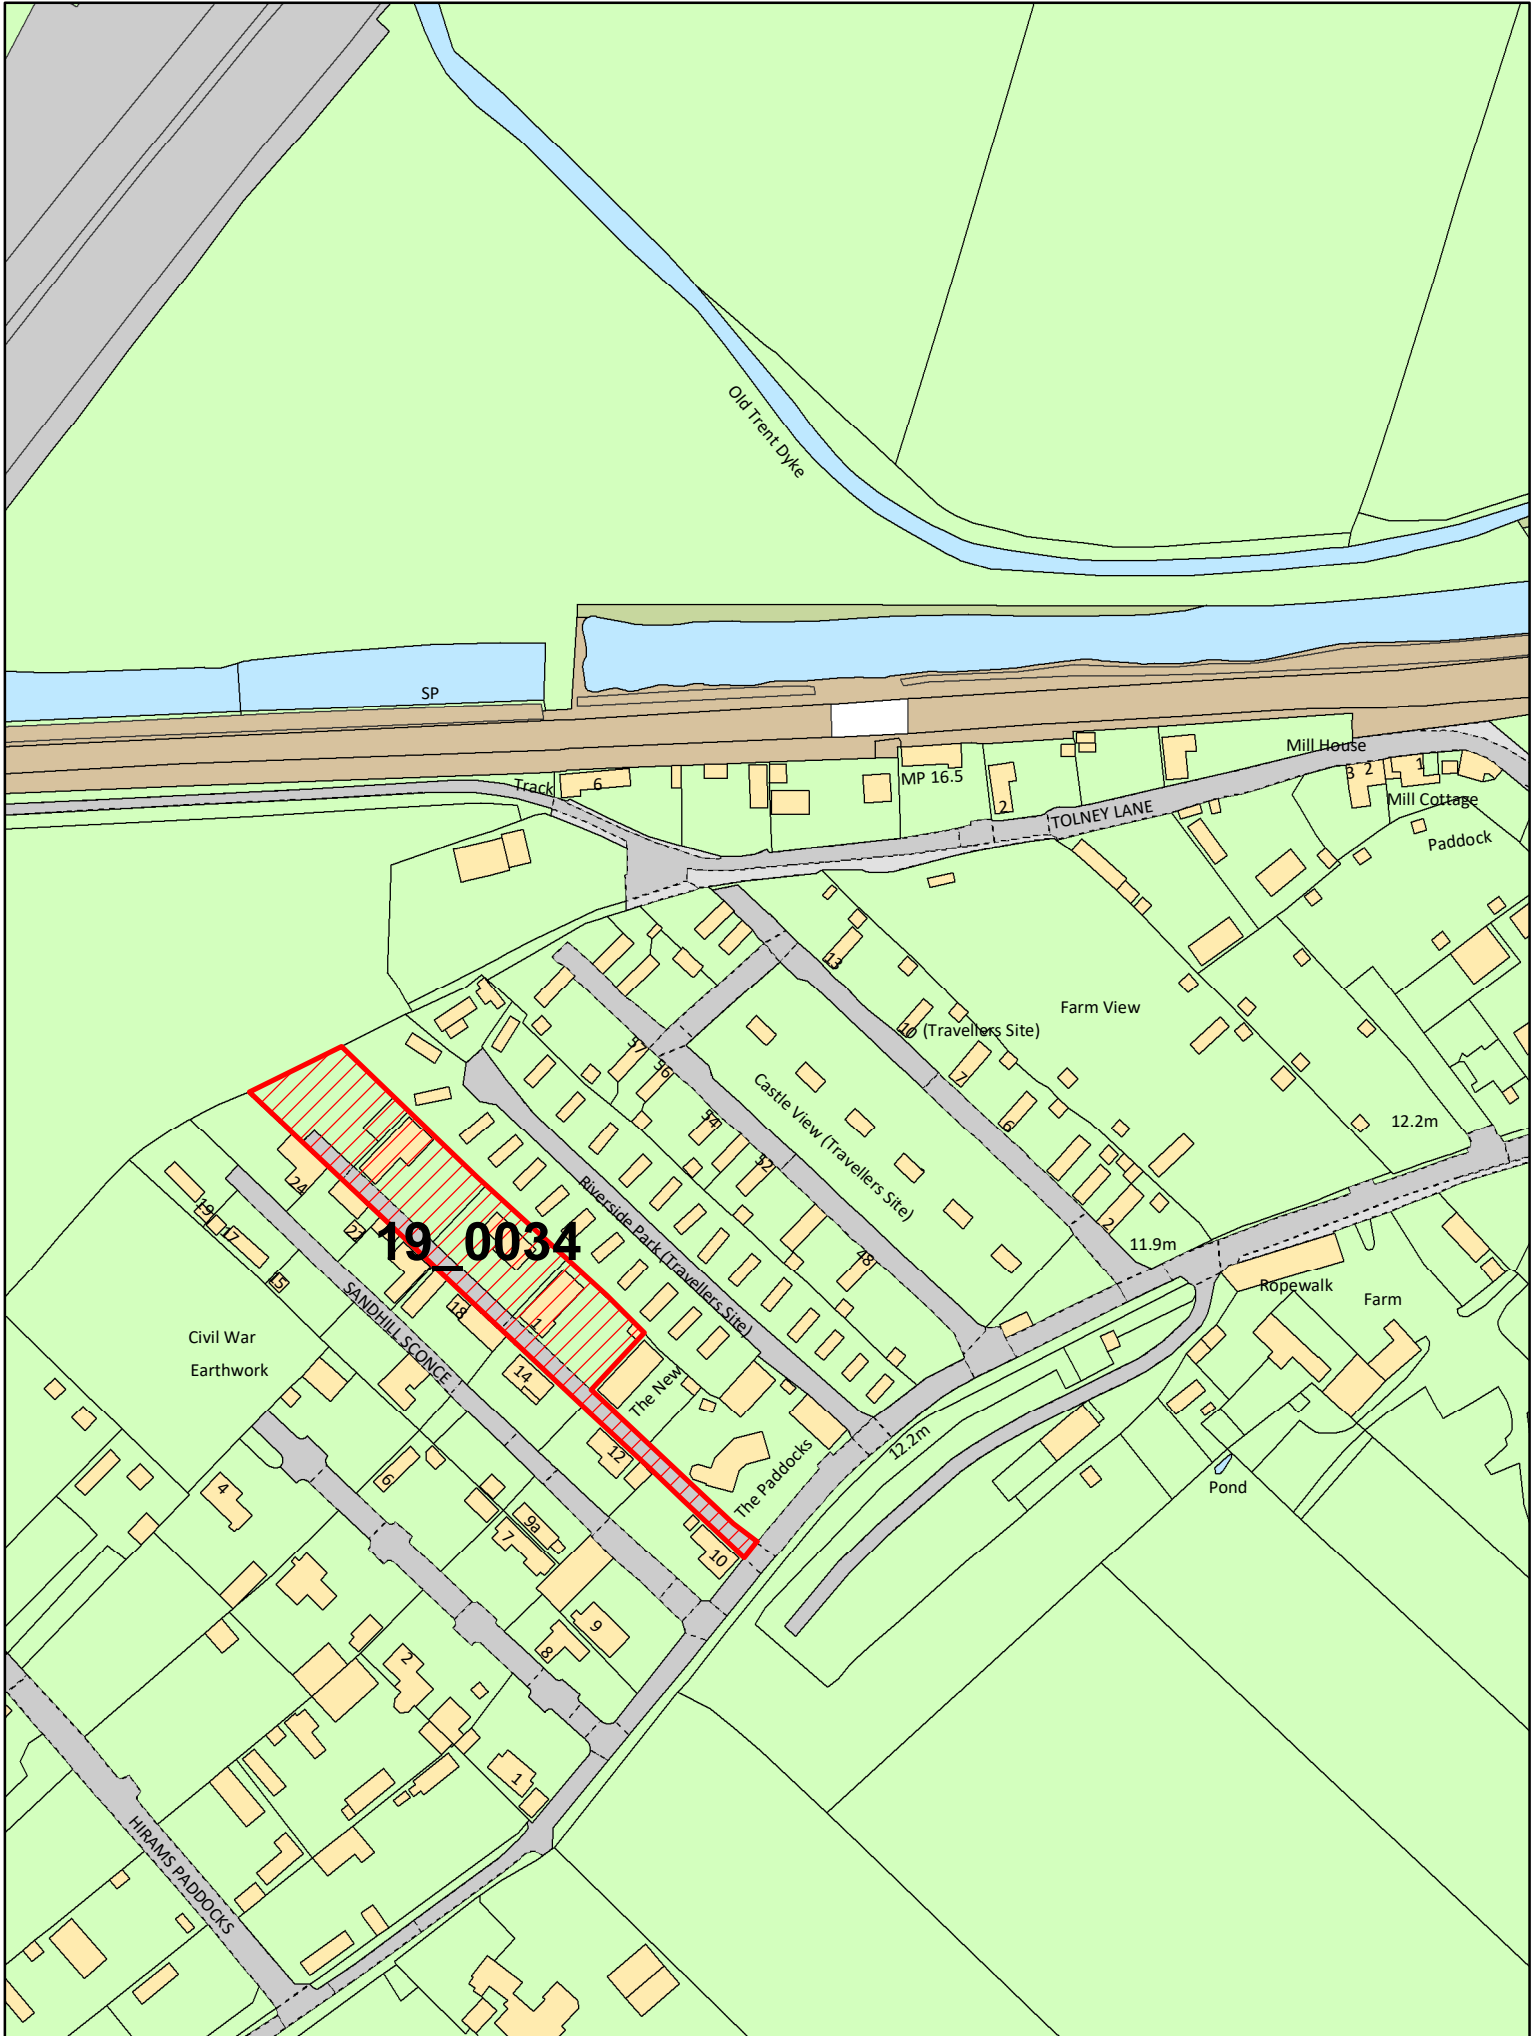 Old Trent Dyke
SP
Track
6
MP 16.5
2
TOLNEY LANE
Mill House
3
2
1
Mill Cottage
Paddock
13
10
(Travellers Site)
Farm View
7
6
2
57
56
54
52
48
Castle View (Travellers Site)
12.2m
11.9m
Riverside Park (Travellers Site)
19_0034
24
22
19
17
15
18
1
14
12
10
The New
The Paddocks
SANDHILL SCONCE
Civil War
Earthwork
Ropewalk
Farm
12.2m
Pond
4
6
9a
7
9
8
2
1
HIRAMS PADDOCKS